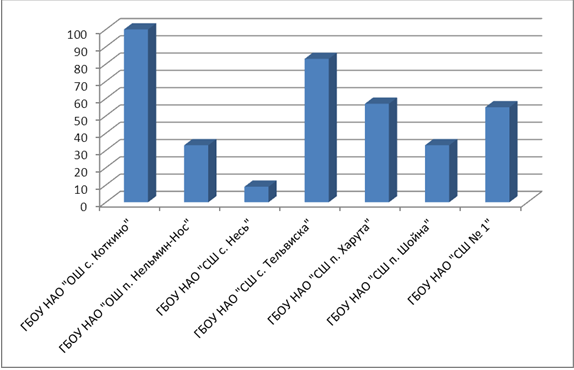 100
90
80
70
60
50
40
30
20
10
0
ГБОУ НАО "ОШ с. Коткино"
ГБОУ НАО "ОШ п. Нельмин-Нос"
ГБОУ НАО "СШ с. Несь"
ГБОУ НАО "СШ с. Тельвиска"
ГБОУ НАО "СШ п. Харута"
ГБОУ НАО "СШ п. Шойна"
ГБОУ НАО "СШ № 1"